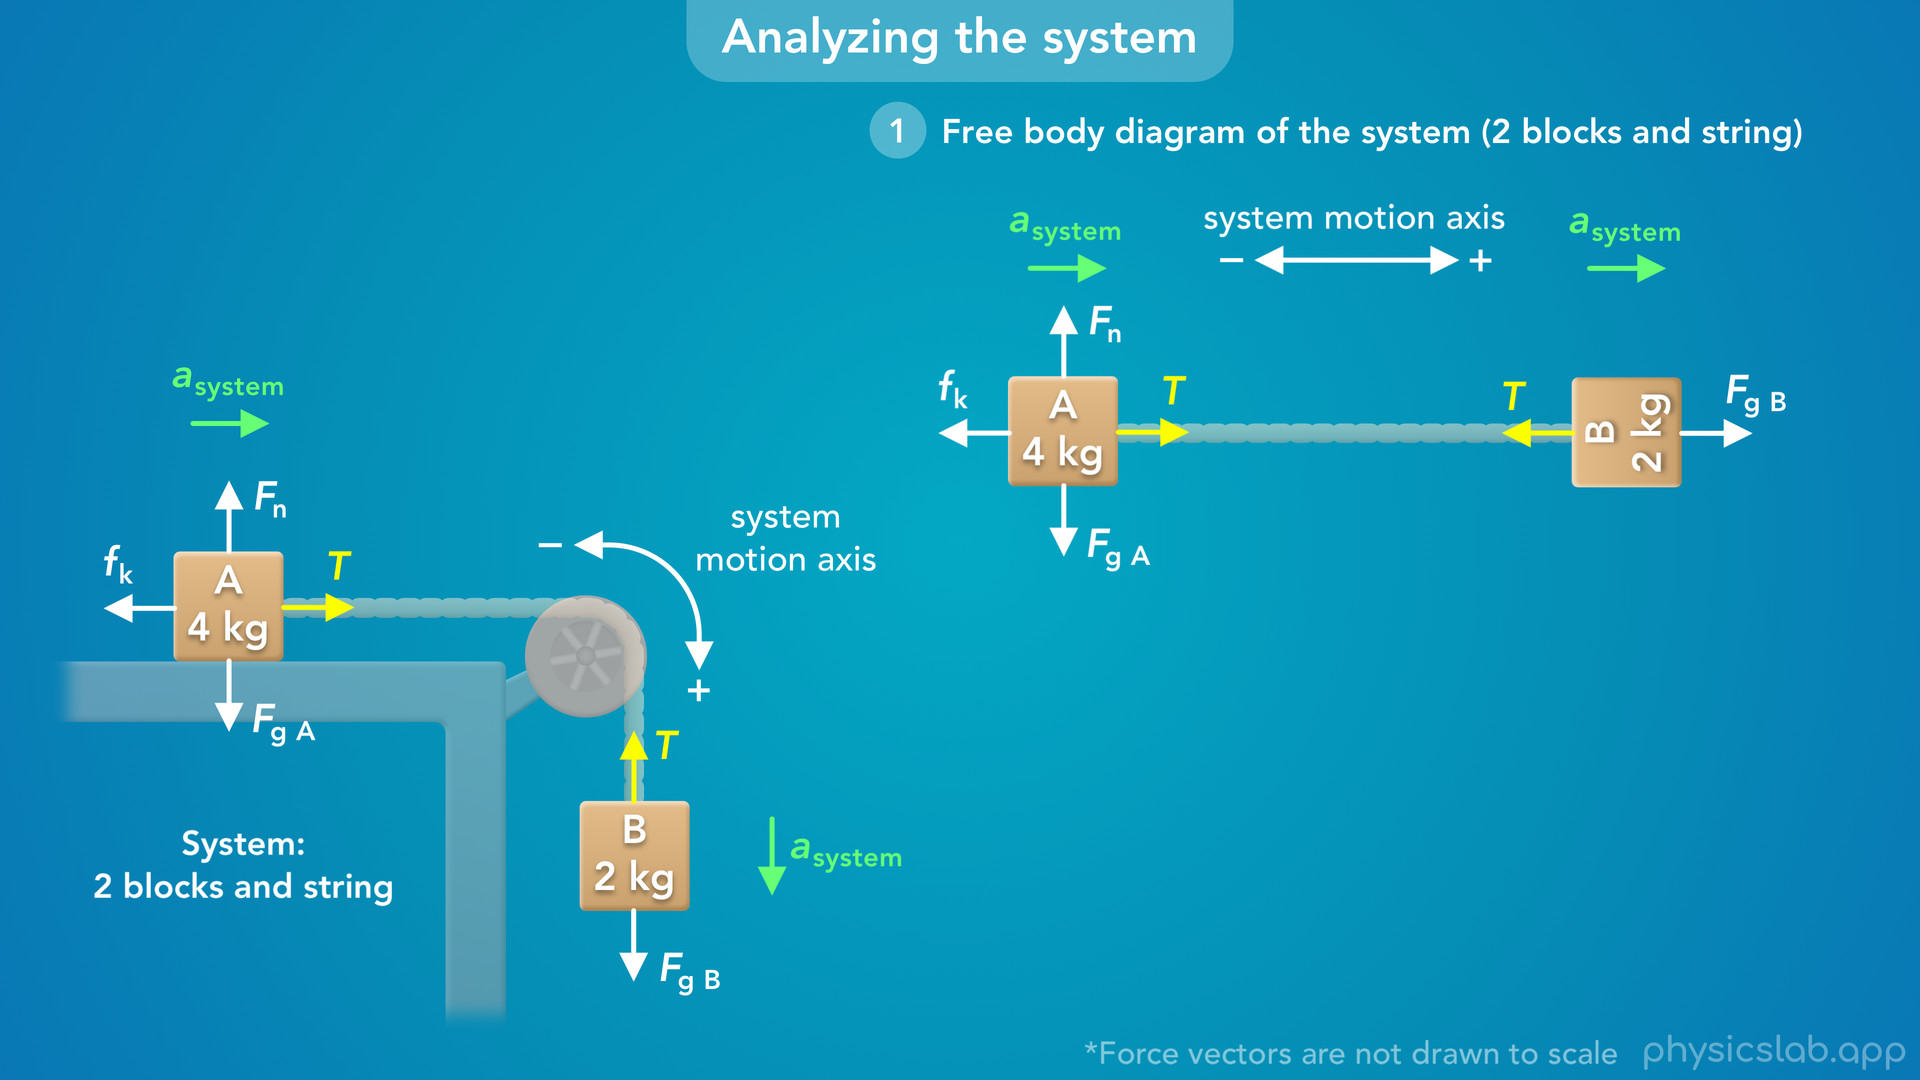 Analyzing the system
1 Free body diagram of the system (2 blocks and string)
a system
system motion axis
a system
− +
Fn
fk
A
4 kg
T
T
B
2 kg
Fg B
Fg A
a system
Fn
fk
A
4 kg
T
Fg A
system
motion axis
−
+
T
B
2 kg
a system
Fg B
System:
2 blocks and string
*Force vectors are not drawn to scale
physicslab.app